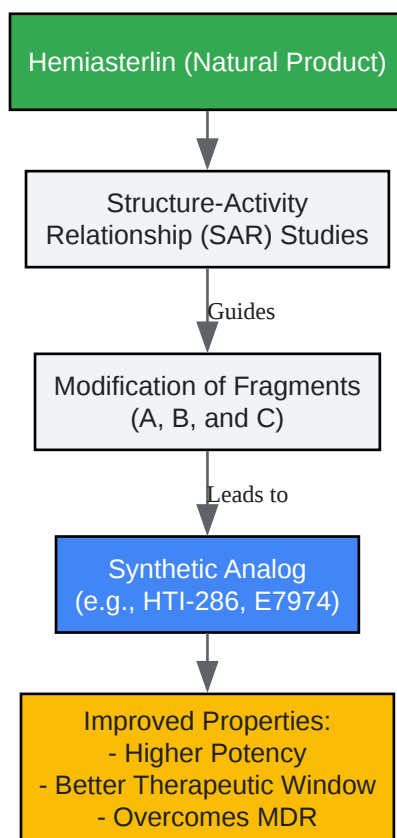 Hemiasterlin (Natural Product)
Structure-Activity
Relationship (SAR) Studies
Guides
Modification of Fragments
(A, B, and C)
Leads to
Synthetic Analog
(e.g., HTI-286, E7974)
Improved Properties:
- Higher Potency
- Better Therapeutic Window
- Overcomes MDR